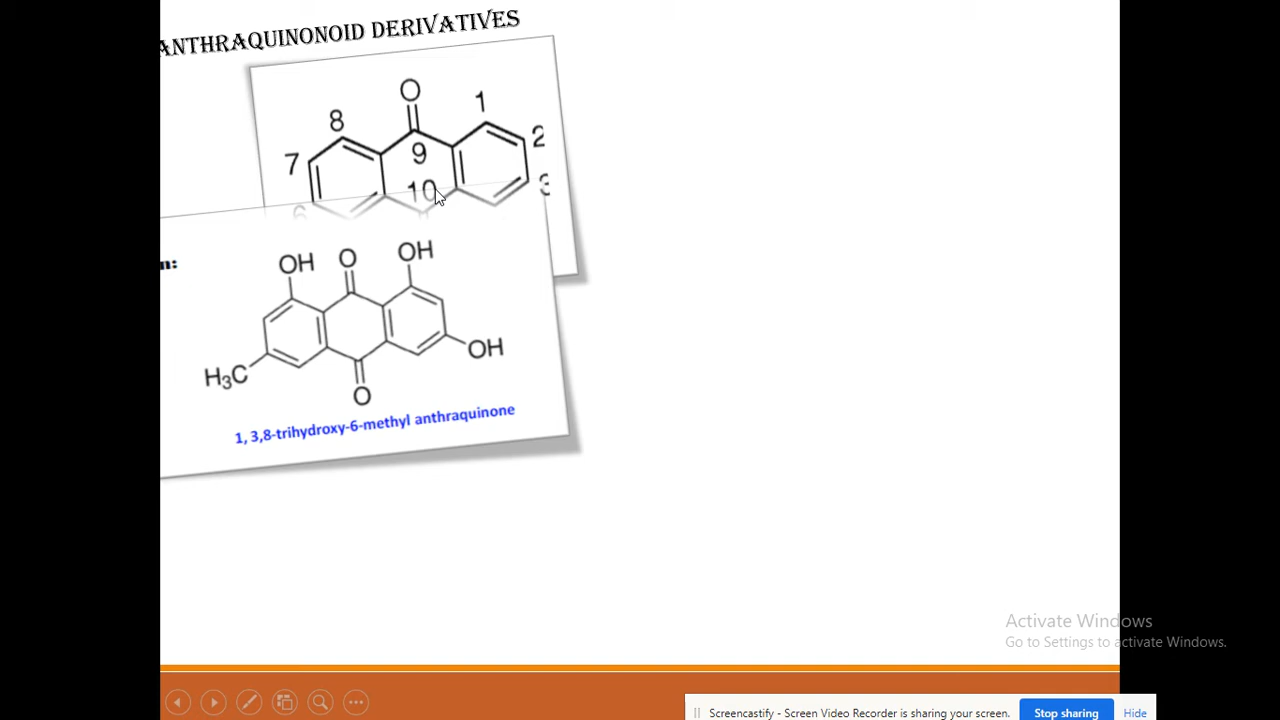 ANTHRAQUINONOID DERIVATIVES
O
8
1
9
2
7
10
3
6
n:
OH
O
OH
OH
H3C
O
1, 3,8-trihydroxy-6-methyl anthraquinone
Activate Windows
Go to Settings to activate Windows.
Screencastify - Screen Video Recorder is sharing your screen.
Stop sharing
Hide